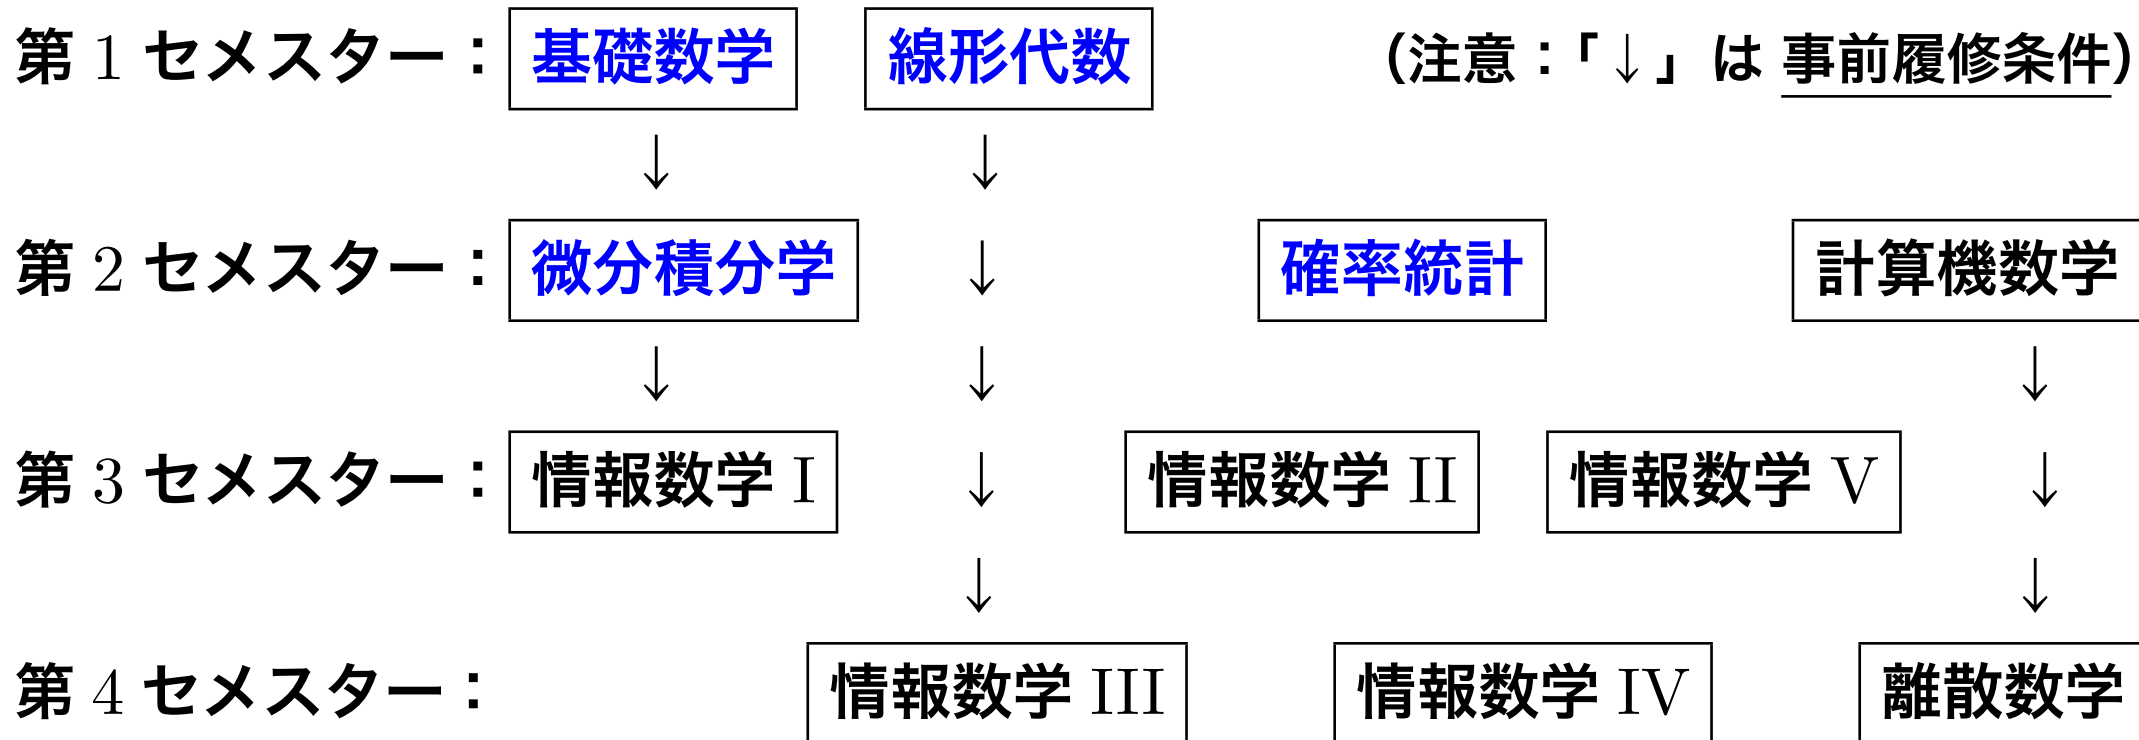 第 1 セメスター： 基礎数学 線形代数 （注意：「↓」は 事前履修条件）
↓ ↓
第 2 セメスター： 微分積分学 ↓ 確率統計 計算機数学
↓ ↓ ↓
第 3 セメスター： 情報数学 I ↓ 情報数学 II 情報数学 V ↓
↓ ↓
第 4 セメスター： 情報数学 III 情報数学 IV 離散数学